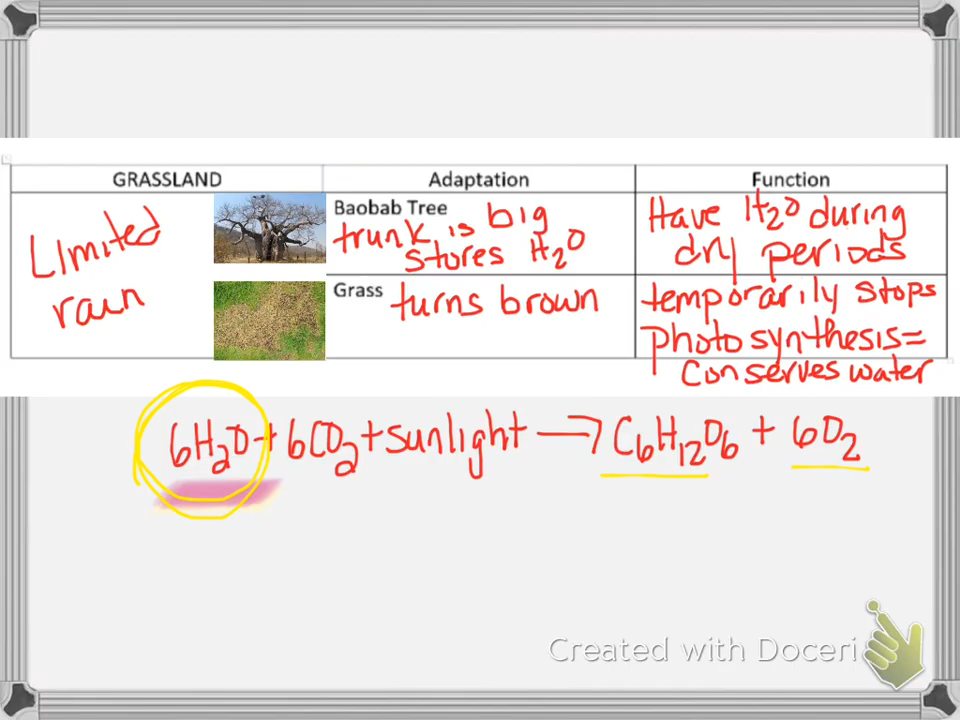 GRASSLAND Adaptation Function
Limited
rain
Baobab Tree
trunk is big
stores H₂O
Have H₂O during
dry periods
Grass turns brown
temporarily stops
photosynthesis=
conserves water
6H₂O + 6CO₂ + sunlight → C₆H₁₂O₆ + 6O₂
Created with Doceri